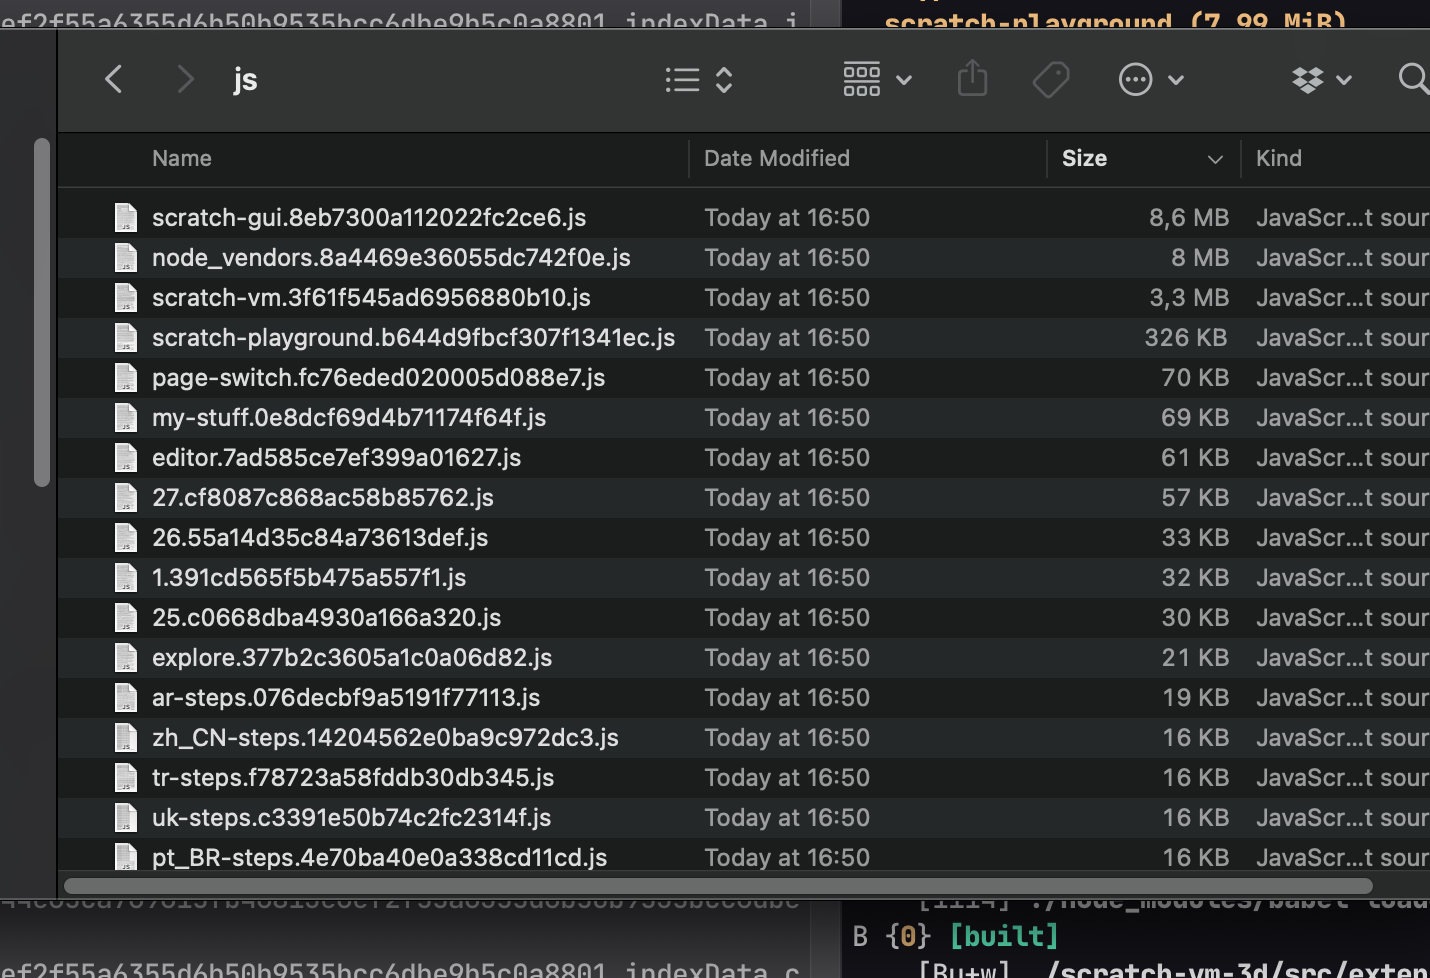 ef2f55a6355d6b50b9535bcc6dbe9b5c0a8801 indexData i
scratch-playground (7.99 MiB)
js
Name Date Modified Size Kind
scratch-gui.8eb7300a112022fc2ce6.js Today at 16:50 8,6 MB JavaScr...t sour
node_vendors.8a4469e36055dc742f0e.js Today at 16:50 8 MB JavaScr...t sour
scratch-vm.3f61f545ad6956880b10.js Today at 16:50 3,3 MB JavaScr...t sour
scratch-playground.b644d9fbcf307f1341ec.js Today at 16:50 326 KB JavaScr...t sour
page-switch.fc76eded020005d088e7.js Today at 16:50 70 KB JavaScr...t sour
my-stuff.0e8dcf69d4b71174f64f.js Today at 16:50 69 KB JavaScr...t sour
editor.7ad585ce7ef399a01627.js Today at 16:50 61 KB JavaScr...t sour
27.cf8087c868ac58b85762.js Today at 16:50 57 KB JavaScr...t sour
26.55a14d35c84a73613def.js Today at 16:50 33 KB JavaScr...t sour
1.391cd565f5b475a557f1.js Today at 16:50 32 KB JavaScr...t sour
25.c0668dba4930a166a320.js Today at 16:50 30 KB JavaScr...t sour
explore.377b2c3605a1c0a06d82.js Today at 16:50 21 KB JavaScr...t sour
ar-steps.076decbf9a5191f77113.js Today at 16:50 19 KB JavaScr...t sour
zh_CN-steps.14204562e0ba9c972dc3.js Today at 16:50 16 KB JavaScr...t sour
tr-steps.f78723a58fddb30db345.js Today at 16:50 16 KB JavaScr...t sour
uk-steps.c3391e50b74c2fc2314f.js Today at 16:50 16 KB JavaScr...t sour
pt_BR-steps.4e70ba40e0a338cd11cd.js Today at 16:50 16 KB JavaScr...t sour
./node_modules/babel-load
B {0} [built]
ef2f55a6355d6b50b9535bcc6dbe9b5c0a8801 indexData c
[Bu+w] ./scratch-vm-3d/src/exten